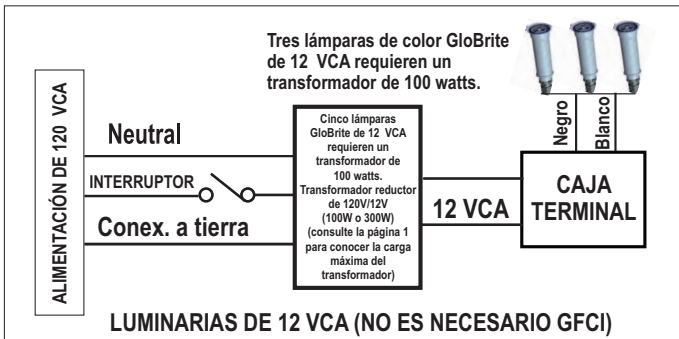 Tres lámparas de color GloBrite
de 12 VCA requieren un
transformador de 100 watts.
ALIMENTACIÓN DE 120 VCA
Neutral
INTERRUPTOR
Conex. a tierra
Cinco lámparas
GloBrite de 12 VCA
requieren un
transformador de
100 watts.
Transformador reductor
de 120V/12V
(100W o 300W)
(consulte la página 1
para conocer la carga
máxima del
transformador)
12 VCA
Negro
Blanco
CAJA
TERMINAL
LUMINARIAS DE 12 VCA (NO ES NECESARIO GFCI)